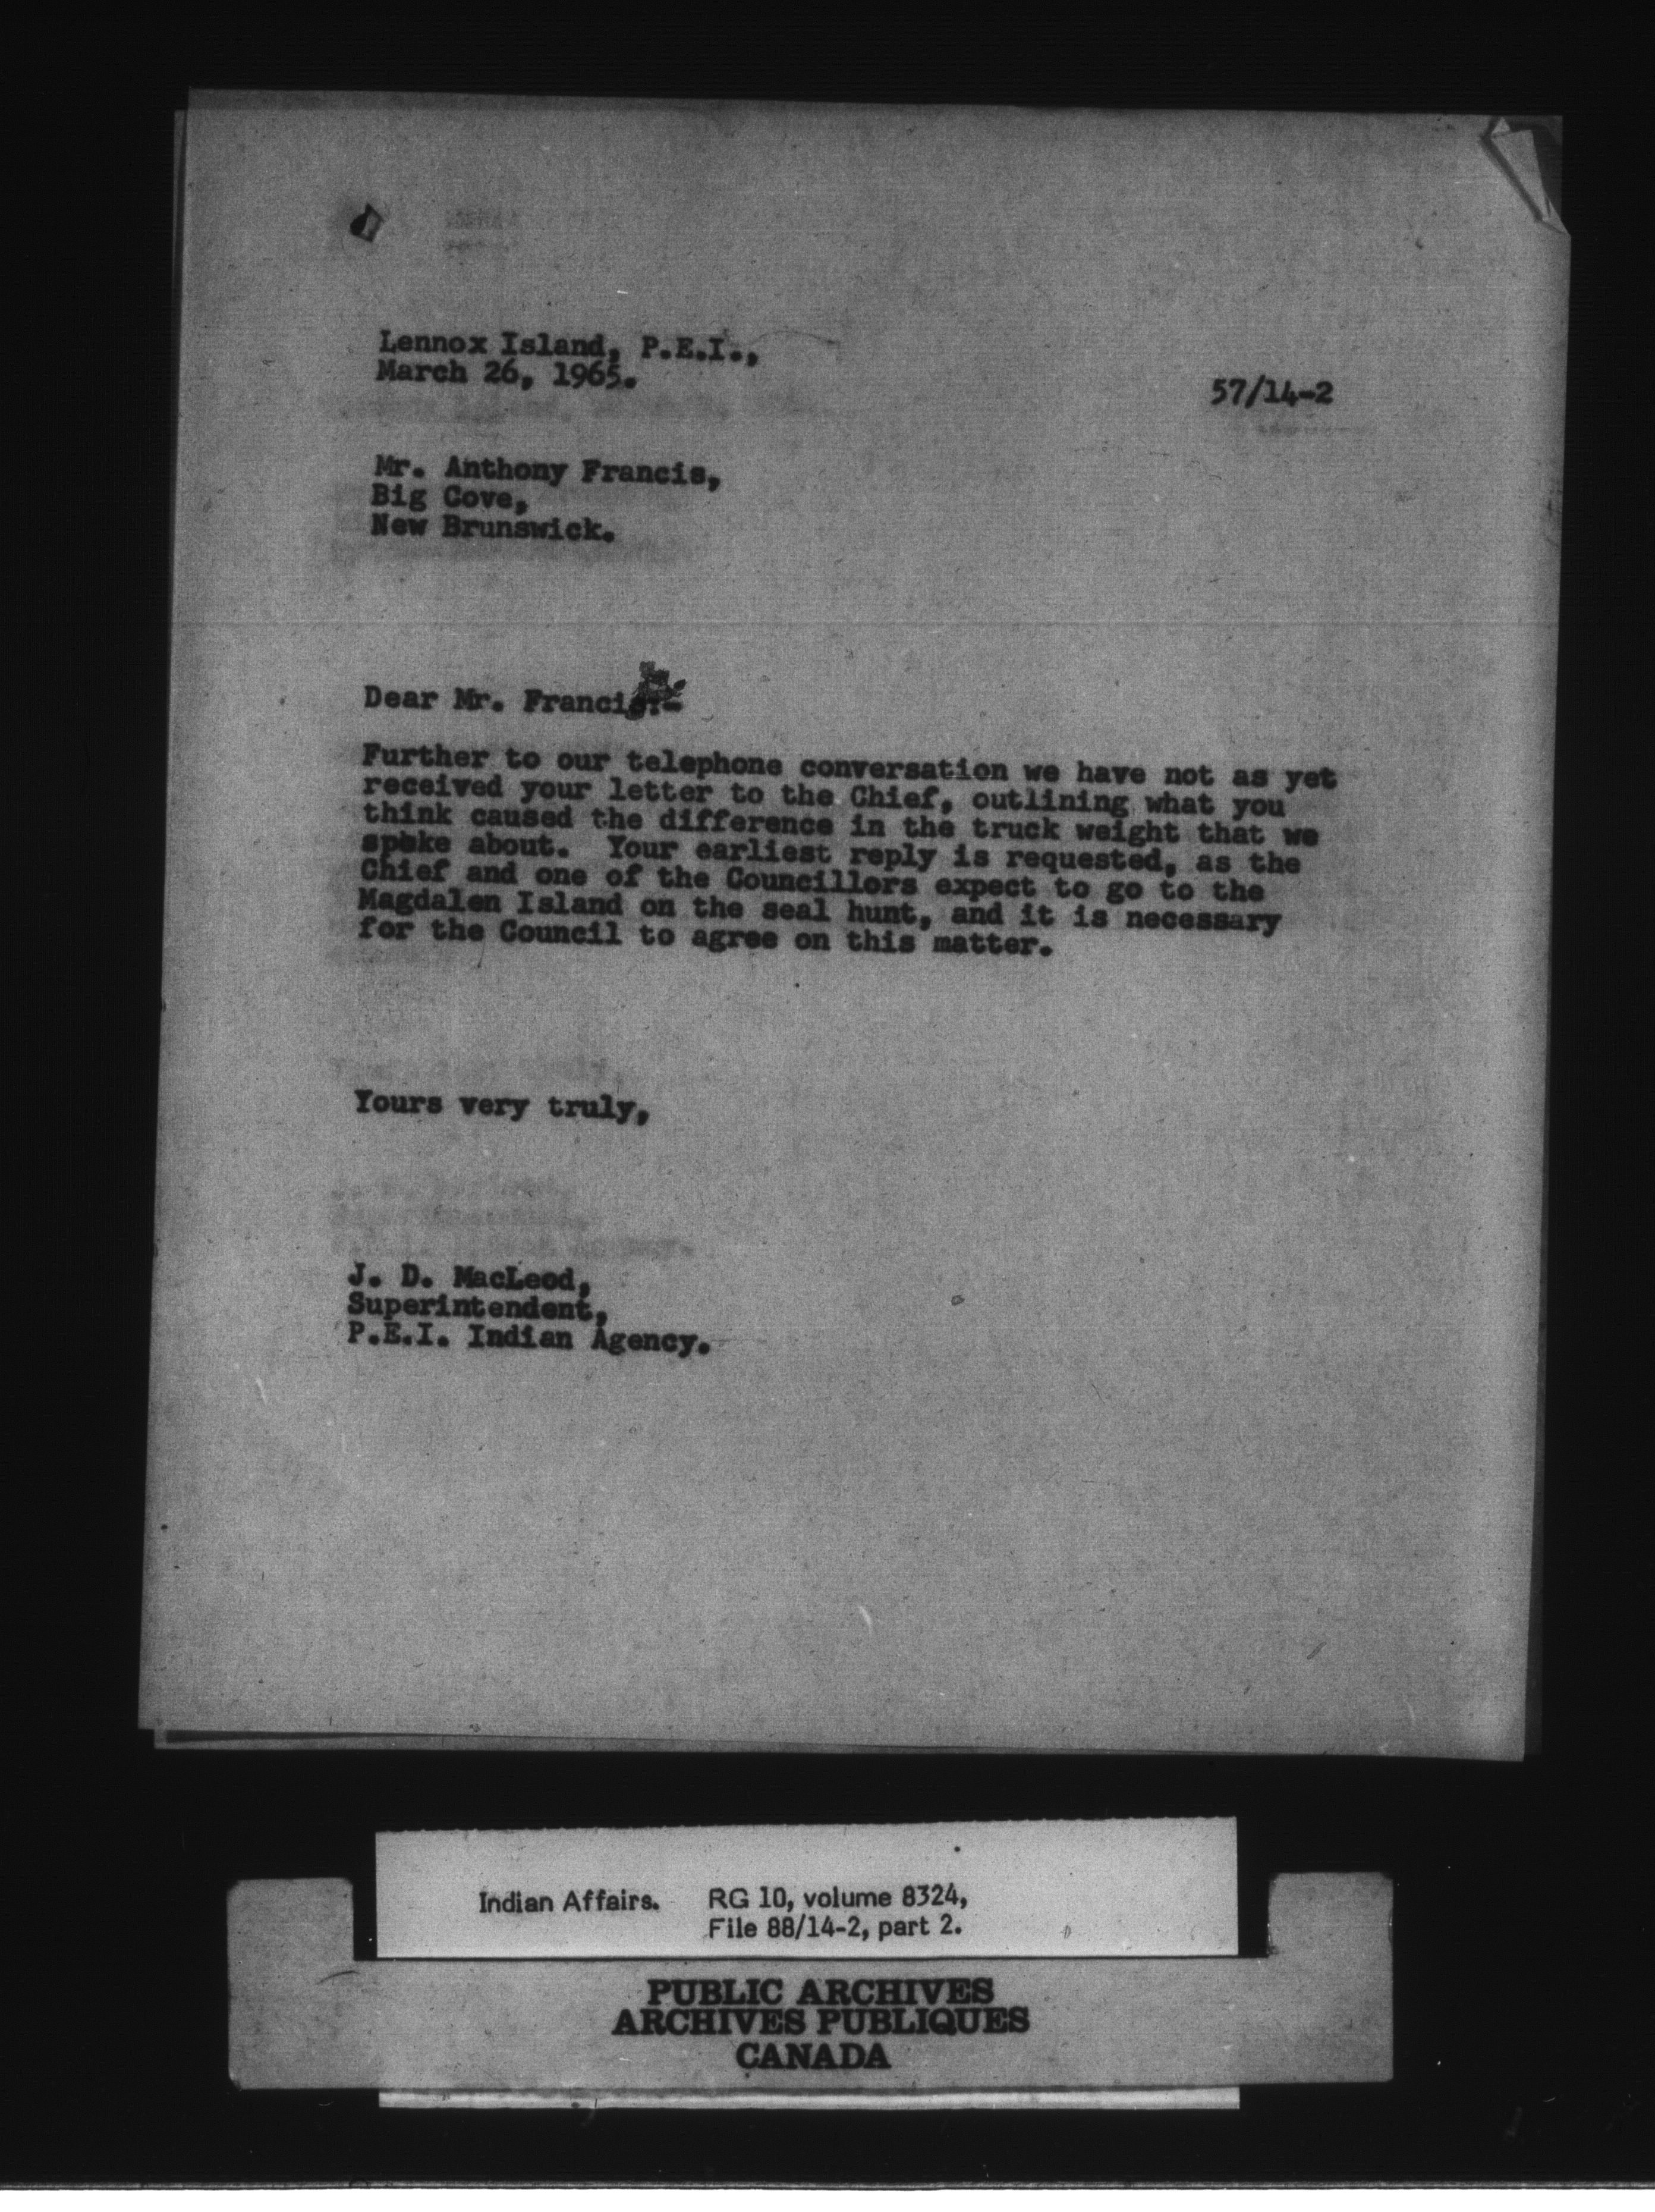 Lennox Island, P.E.I.,
March 26, 1965.
57/14-2
Mr. Anthony Francis,
Big Cove,
New Brunswick.
Dear Mr. Francis:-
Further to our telephone conversation we have not as yet
received your letter to the Chief, outlining what you
think caused the difference in the truck weight that we
spoke about. Your earliest reply is requested, as the
Chief and one of the Councillors expect to go to the
Magdalen Island on the seal hunt, and it is necessary
for the Council to agree on this matter.
Yours very truly,
J. D. MacLeod,
Superintendent,
P.E.I. Indian Agency.
Indian Affairs. RG 10, volume 8324,
File 88/14-2, part 2.
PUBLIC ARCHIVES
ARCHIVES PUBLIQUES
CANADA